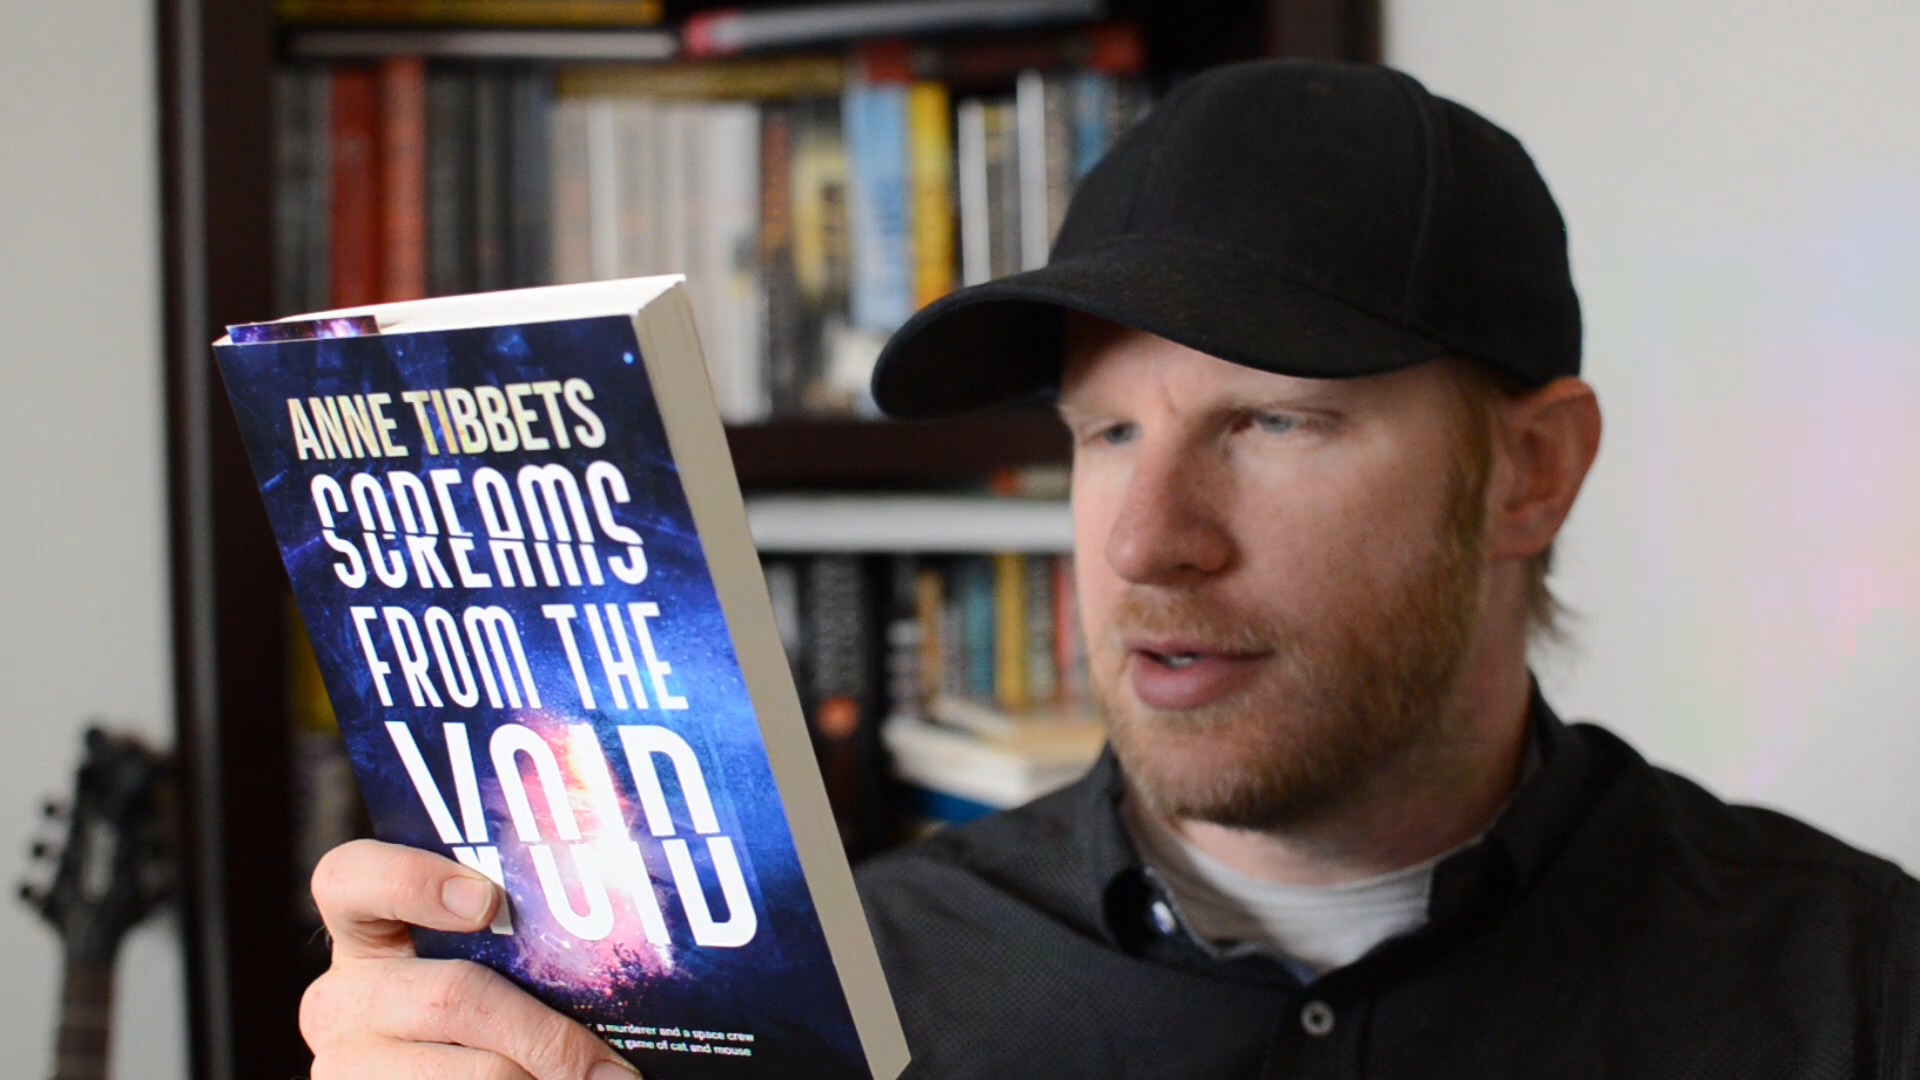 ANNE TIBBETS
SCREAMS
FROM THE
VOID
a murderer and a space crew
game of cat and mouse